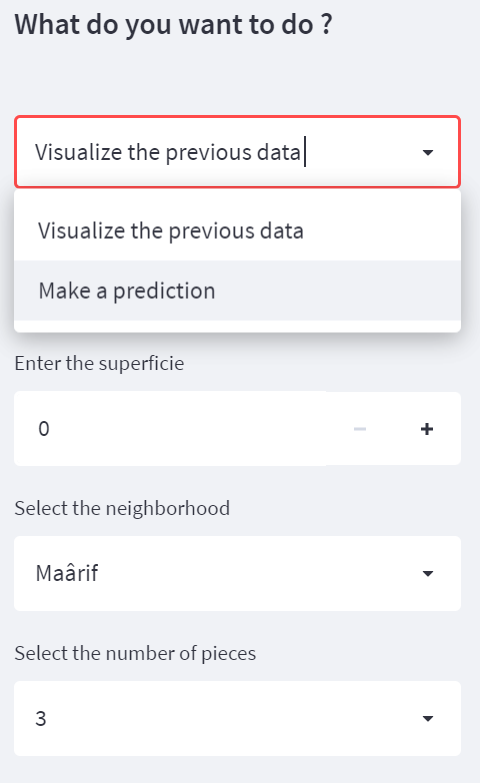 What do you want to do ?
Visualize the previous data
Visualize the previous data
Make a prediction
Enter the superficie
0
Select the neighborhood
Maârif
Select the number of pieces
3